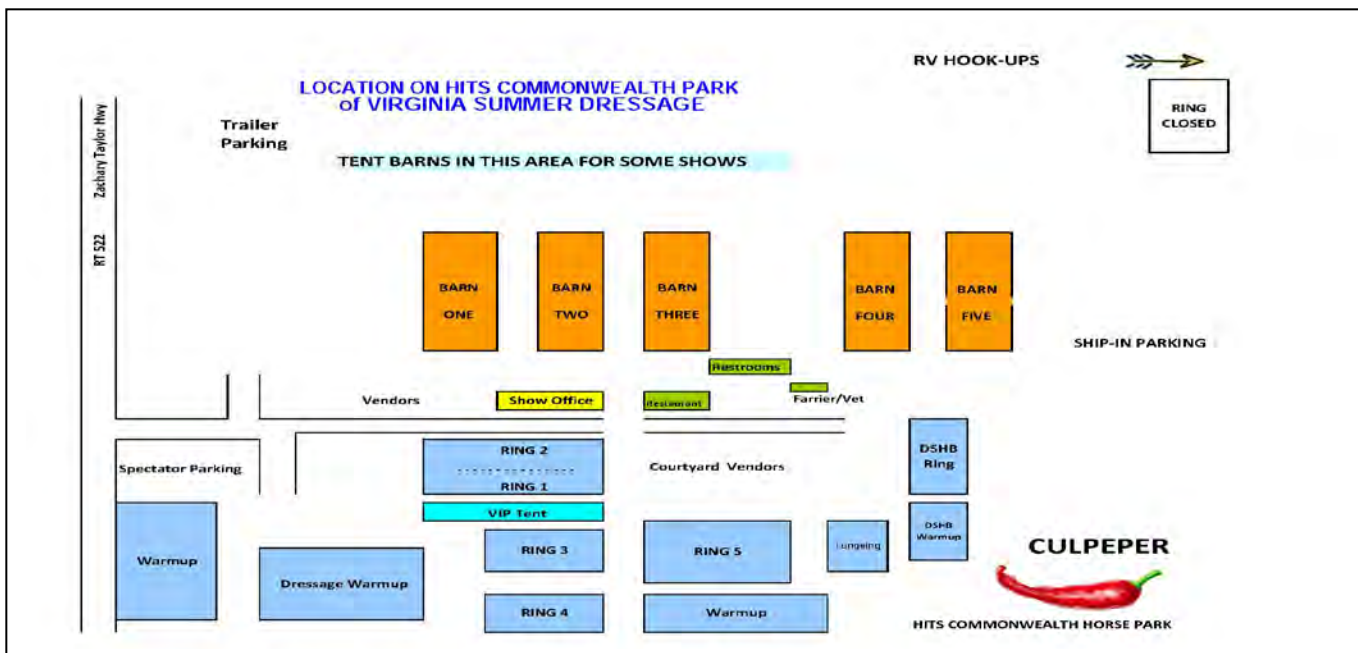 RV HOOK-UPS
LOCATION ON HITS COMMONWEALTH PARK
of VIRGINIA SUMMER DRESSAGE
RING
CLOSED
Trailer
Parking
TENT BARNS IN THIS AREA FOR SOME SHOWS
RT 522 Zachary Taylor Hwy
BARN
ONE
BARN
TWO
BARN
THREE
BARN
FOUR
BARN
FIVE
SHIP-IN PARKING
Restrooms
Vendors
Show Office
Restaurant
Farrier/Vet
Spectator Parking
RING 2
RING 1
Courtyard Vendors
DSHB
Ring
VIP Tent
Warmup
Dressage Warmup
RING 3
RING 4
RING 5
Lungeing
DSHB
Warmup
Warmup
CULPEPER
HITS COMMONWEALTH HORSE PARK